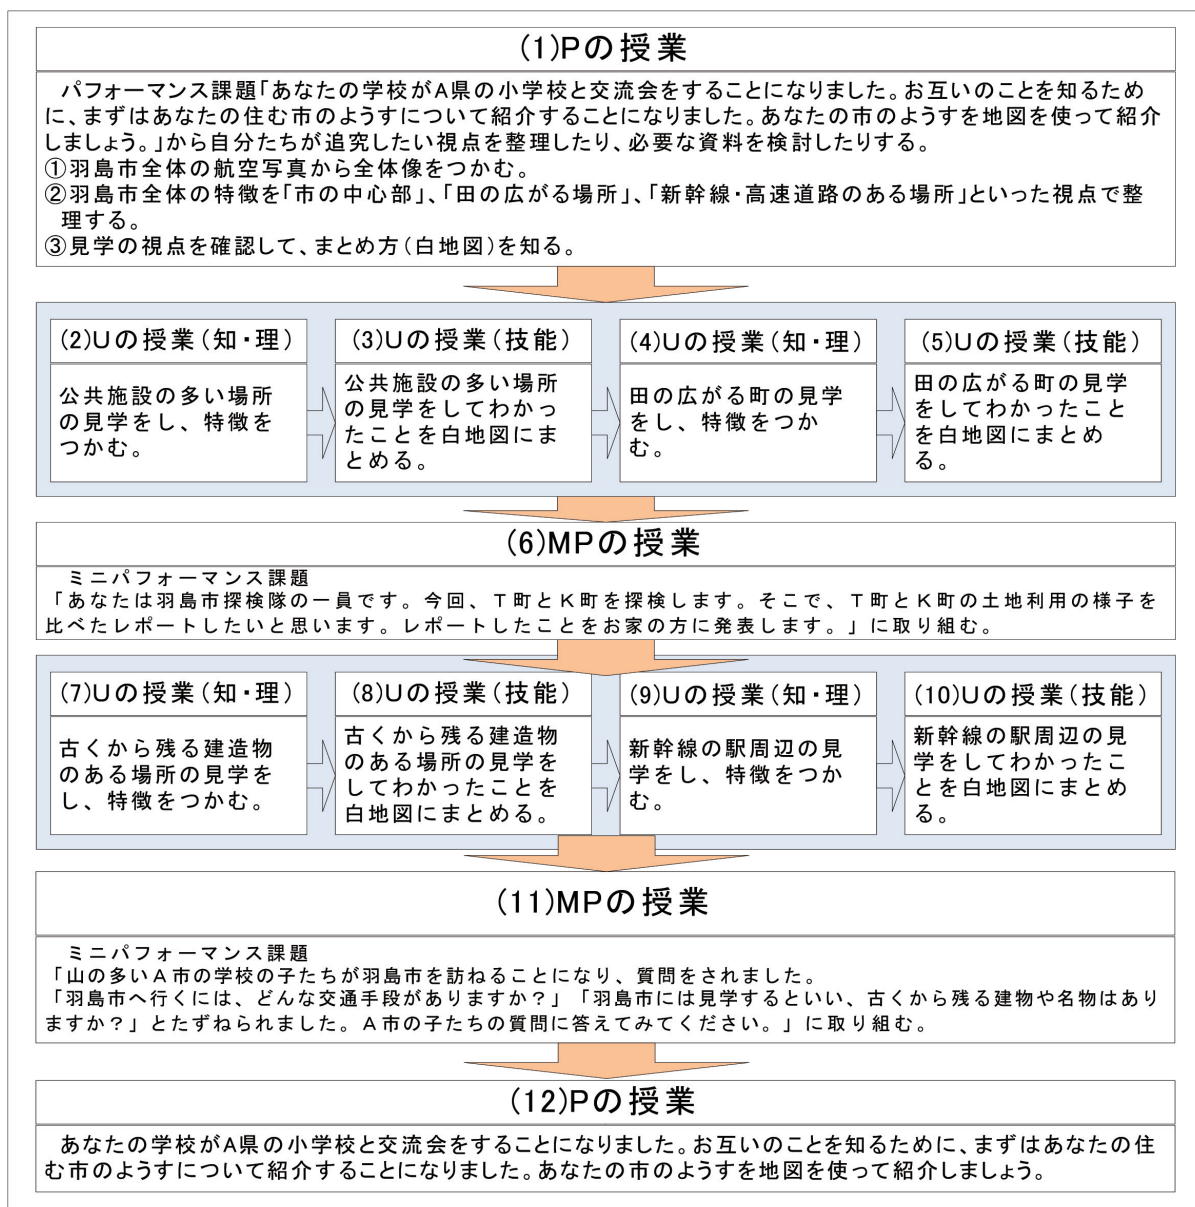 (1)Pの授業
パフォーマンス課題「あなたの学校がA県の小学校と交流会をすることになりました。お互いのことを知るため
に、まずはあなたの住む市のようすについて紹介することになりました。あなたの市のようすを地図を使って紹介
しましょう。」から自分たちが追究したい視点を整理したり、必要な資料を検討したりする。
①羽島市全体の航空写真から全体像をつかむ。
②羽島市全体の特徴を「市の中心部」、「田の広がる場所」、「新幹線・高速道路のある場所」といった視点で整
理する。
③見学の視点を確認して、まとめ方(白地図)を知る。
(2)Uの授業(知・理)
公共施設の多い場所
の見学をし、特徴を
つかむ。
(3)Uの授業(技能)
公共施設の多い場所
の見学をしてわかっ
たことを白地図にま
とめる。
(4)Uの授業(知・理)
田の広がる町の見学
をし、特徴をつか
む。
(5)Uの授業(技能)
田の広がる町の見学
をしてわかったこと
を白地図にまとめ
る。
(6)MPの授業
ミニパフォーマンス課題
「あなたは羽島市探検隊の一員です。今回、T町とK町を探検します。そこで、T町とK町の土地利用の様子を
比べたレポートしたいと思います。レポートしたことをお家の方に発表します。」に取り組む。
(7)Uの授業(知・理)
古くから残る建造物
のある場所の見学を
し、特徴をつかむ。
(8)Uの授業(技能)
古くから残る建造物
のある場所の見学を
してわかったことを
白地図にまとめる。
(9)Uの授業(知・理)
新幹線の駅周辺の見
学をし、特徴をつか
む。
(10)Uの授業(技能)
新幹線の駅周辺の見
学をしてわかったこ
とを白地図にまとめ
る。
(11)MPの授業
ミニパフォーマンス課題
「山の多いA市の学校の子たちが羽島市を訪ねることになり、質問をされました。
「羽島市へ行くには、どんな交通手段がありますか?」「羽島市には見学するといい、古くから残る建物や名物はあり
ますか?」とたずねられました。A市の子たちの質問に答えてみてください。」に取り組む。
(12)Pの授業
あなたの学校がA県の小学校と交流会をすることになりました。お互いのことを知るために、まずはあなたの住
む市のようすについて紹介することになりました。あなたの市のようすを地図を使って紹介しましょう。